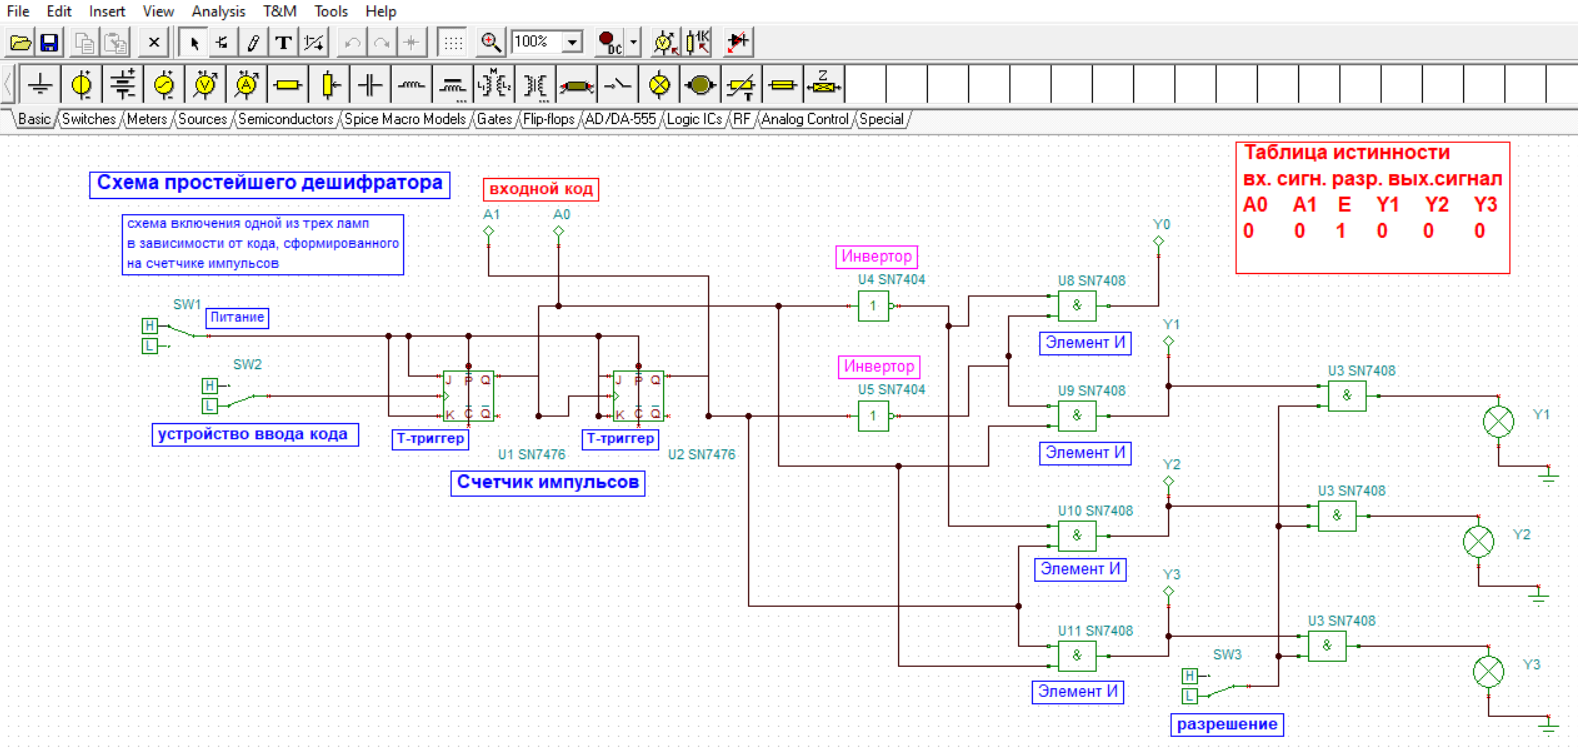 File Edit Insert View Analysis T&M Tools Help
T 100% DC 1K
M Z
Basic Switches Meters Sources Semiconductors Spice Macro Models Gates Flip-flops AD/DA-555 Logic ICs RF Analog Control Special
Схема простейшего дешифратора
схема включения одной из трех ламп
в зависимости от кода, сформированного
на счетчике импульсов
входной код
A1 A0
Таблица истинности
вх. сигн. разр. вых.сигнал
A0 A1 E Y1 Y2 Y3
0 0 1 0 0 0
SW1
H
L
Питание
SW2
H
L
устройство ввода кода
J P Q
K C Q
Т-триггер
U1 SN7476
J P Q
K C Q
Т-триггер
U2 SN7476
Счетчик импульсов
Инвертор
U4 SN7404
1
Инвертор
U5 SN7404
1
Y0
U8 SN7408
&
Элемент И
Y1
U9 SN7408
&
Элемент И
Y2
U10 SN7408
&
Элемент И
Y3
U11 SN7408
&
Элемент И
U3 SN7408
&
Y1
U3 SN7408
&
Y2
U3 SN7408
&
Y3
SW3
H
L
разрешение